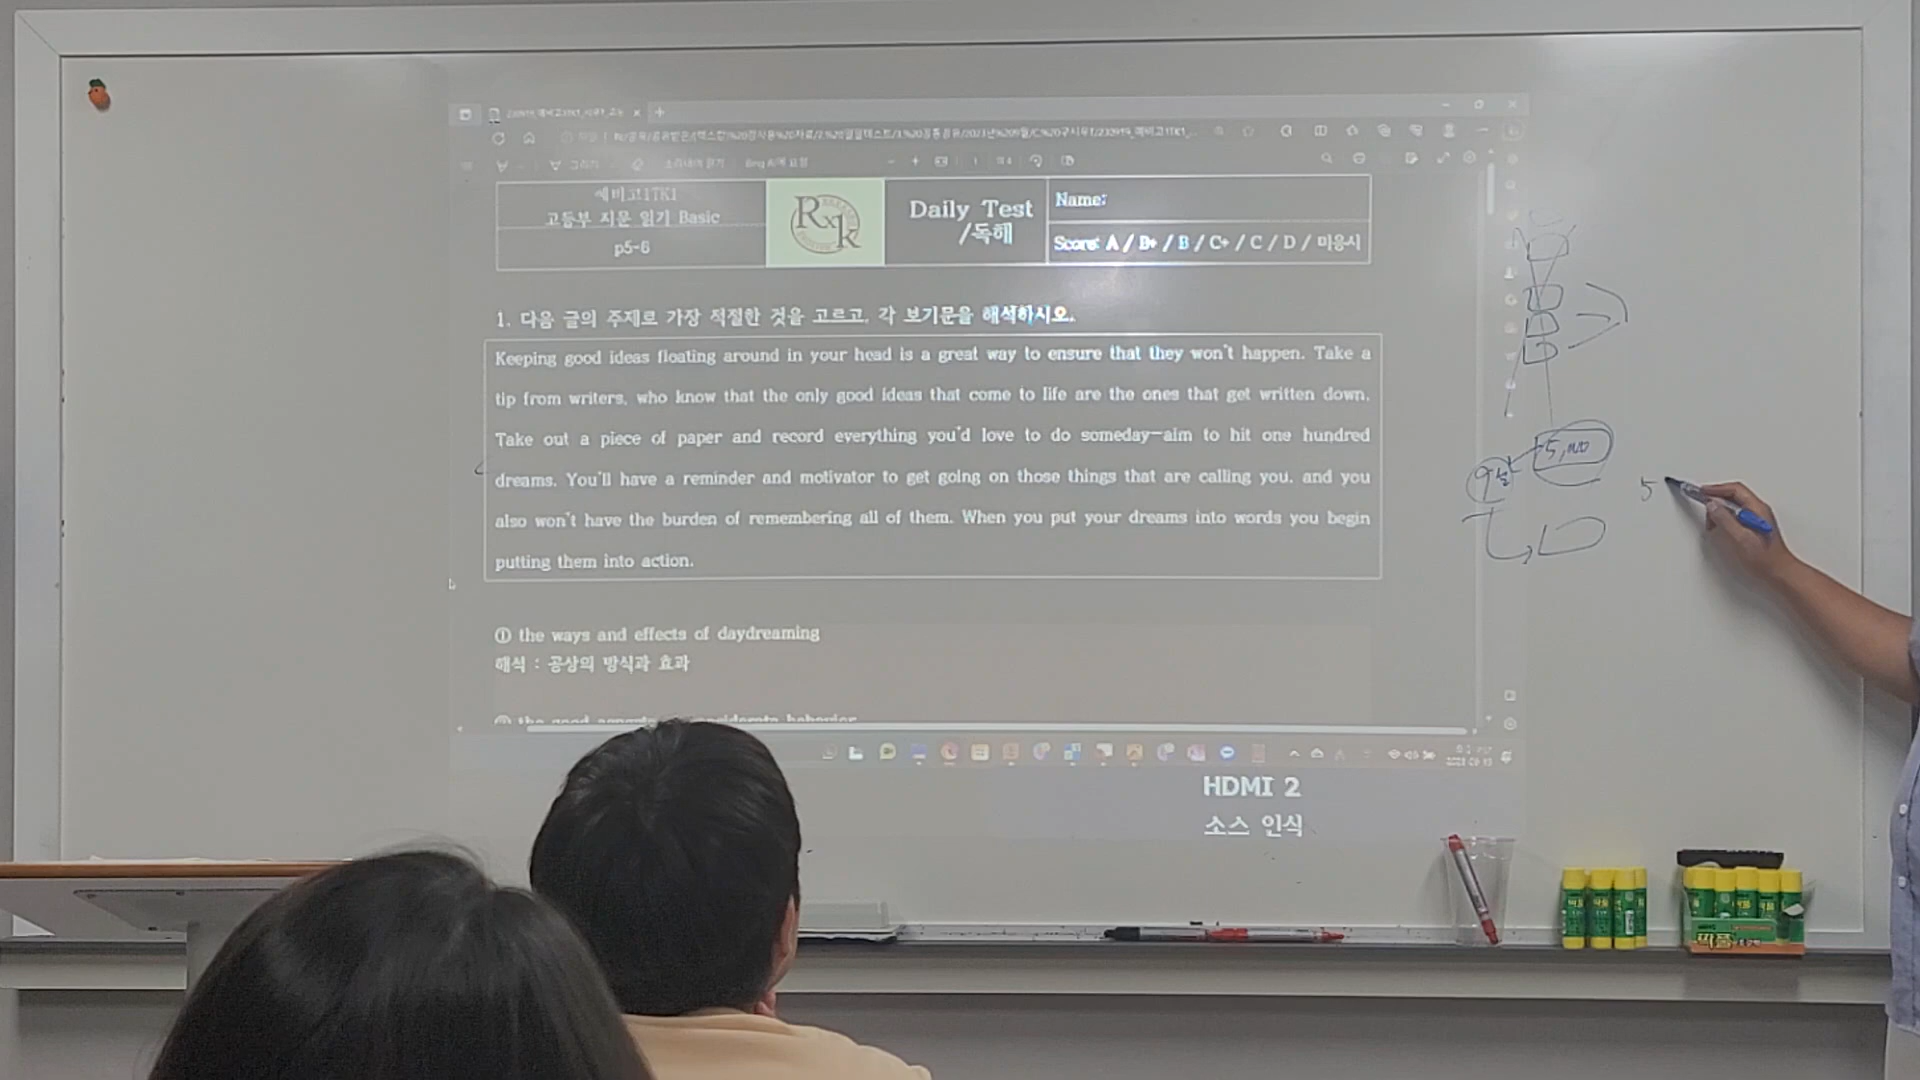 예비고1TK1
고등부 지문 읽기 Basic
p5-6
RxK
Daily Test
/독해
Name:
Score: A / B+ / B / C+ / C / D / 미응시
1. 다음 글의 주제로 가장 적절한 것을 고르고, 각 보기문을 해석하시오.
Keeping good ideas floating around in your head is a great way to ensure that they won't happen. Take a
tip from writers, who know that the only good ideas that come to life are the ones that get written down.
Take out a piece of paper and record everything you'd love to do someday—aim to hit one hundred
dreams. You'll have a reminder and motivator to get going on those things that are calling you, and you
also won't have the burden of remembering all of them. When you put your dreams into words you begin
putting them into action.
① the ways and effects of daydreaming
해석 : 공상의 방식과 효과
HDMI 2
소스 인식
5
딱풀